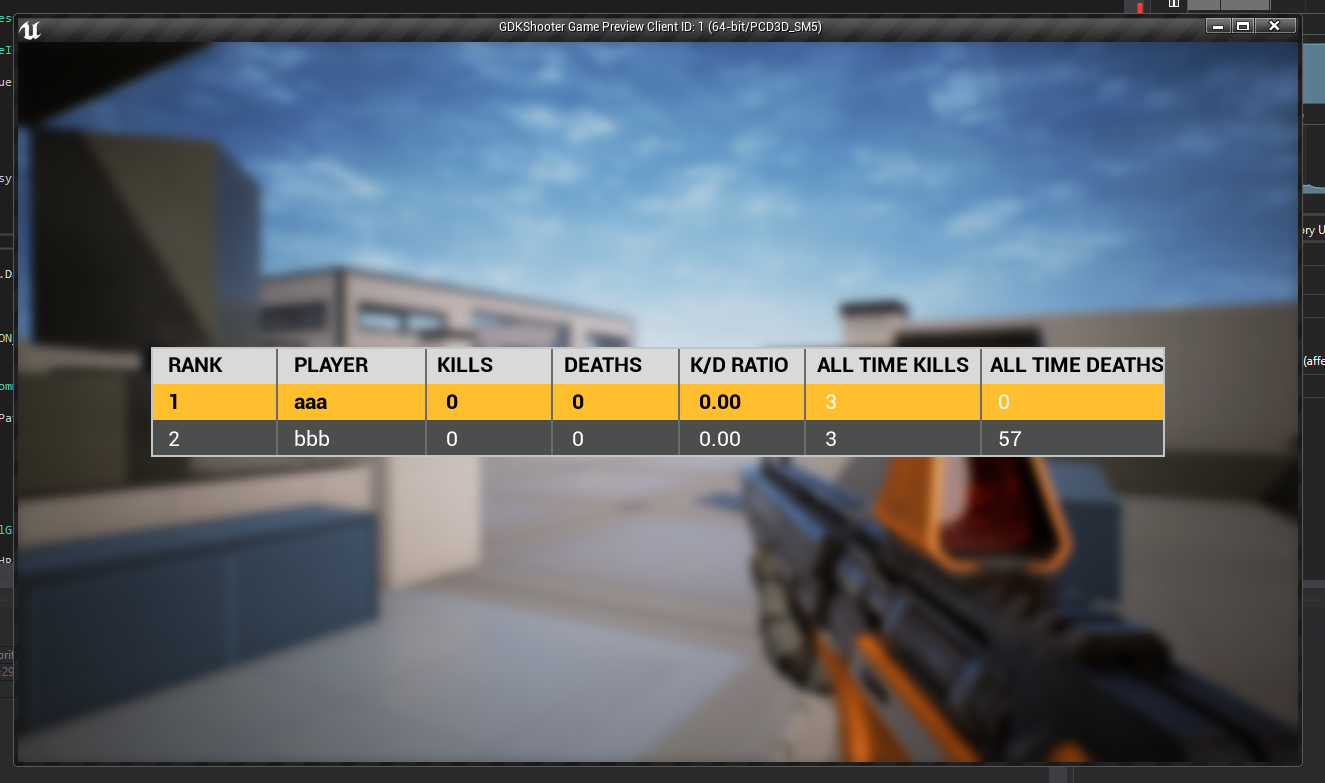 GDKShooter Game Preview Client ID: 1 (64-bit/PCD3D_SM5)
RANK PLAYER KILLS DEATHS K/D RATIO ALL TIME KILLS ALL TIME DEATHS
1 aaa 0 0 0.00 3 0
2 bbb 0 0 0.00 3 57